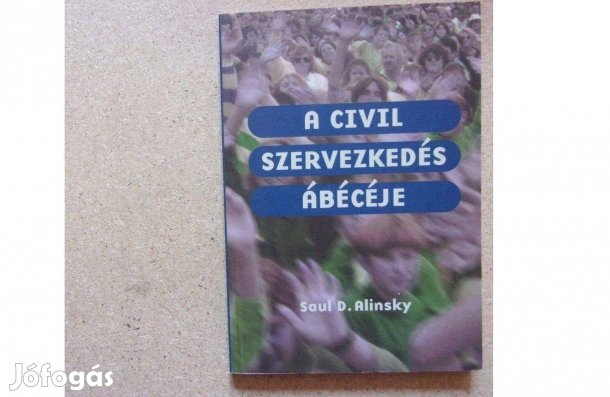 A CIVIL
SZERVEZKEDÉS
ÁBÉCÉJE
Saul D. Alinsky
Jófogás